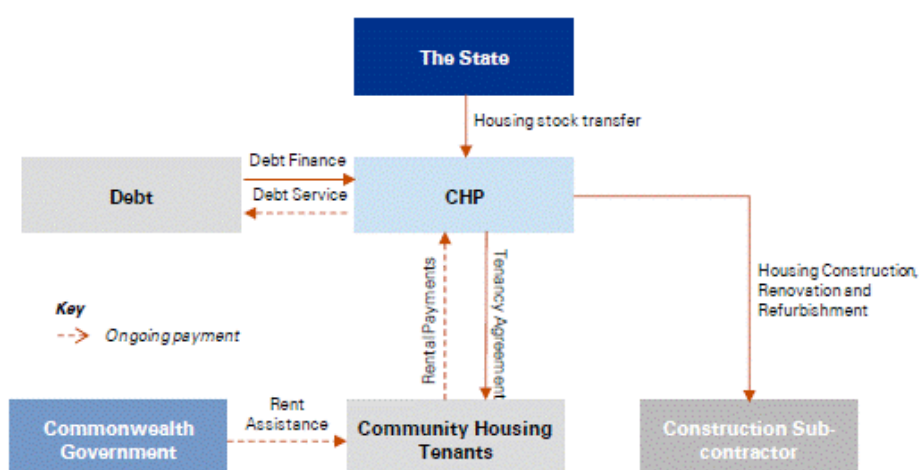 The State
Housing stock transfer
Debt Finance
Debt
Debt Service
CHP
Rental Payments
Tenancy Agreement
Housing Construction,
Renovation and
Refurbishment
Key
Ongoing payment
Rent
Assistance
Commonwealth
Government
Community Housing
Tenants
Construction Sub-
contractor